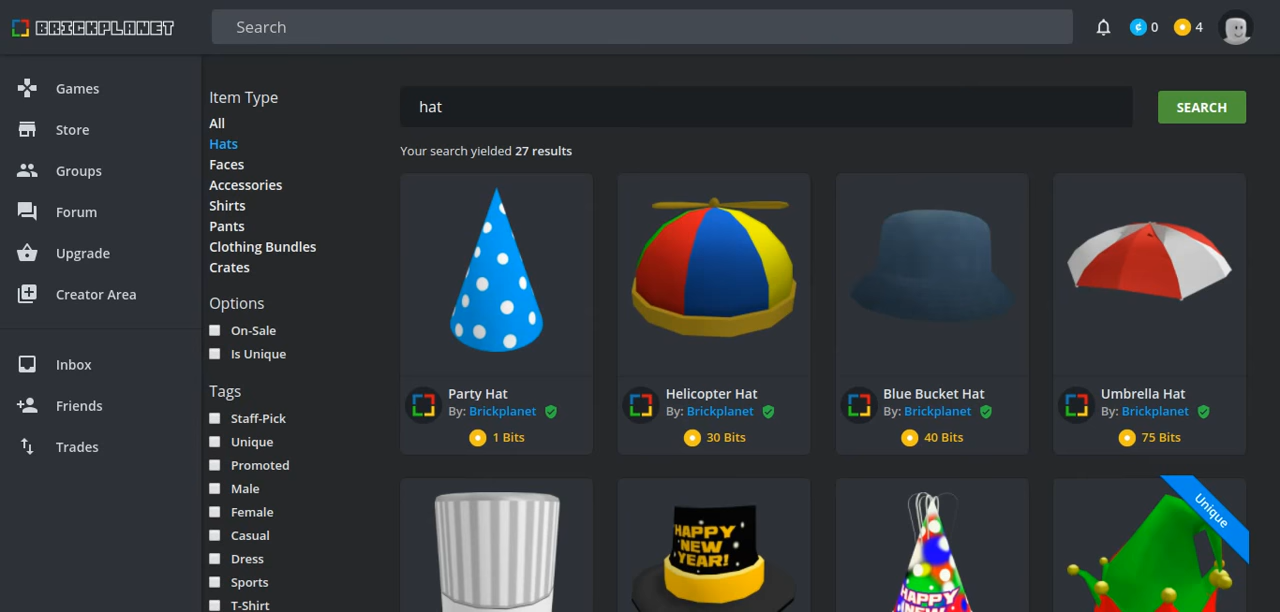 BRICKPLANET
Search
0
4
Games
Store
Groups
Forum
Upgrade
Creator Area
Inbox
Friends
Trades
Item Type
All
Hats
Faces
Accessories
Shirts
Pants
Clothing Bundles
Crates
Options
On-Sale
Is Unique
Tags
Staff-Pick
Unique
Promoted
Male
Female
Casual
Dress
Sports
T-Shirt
hat
SEARCH
Your search yielded 27 results
Party Hat
By: Brickplanet
1 Bits
Helicopter Hat
By: Brickplanet
30 Bits
Blue Bucket Hat
By: Brickplanet
40 Bits
Umbrella Hat
By: Brickplanet
75 Bits
HAPPY
NEW
YEAR!
HAPPY
NEW
Unique